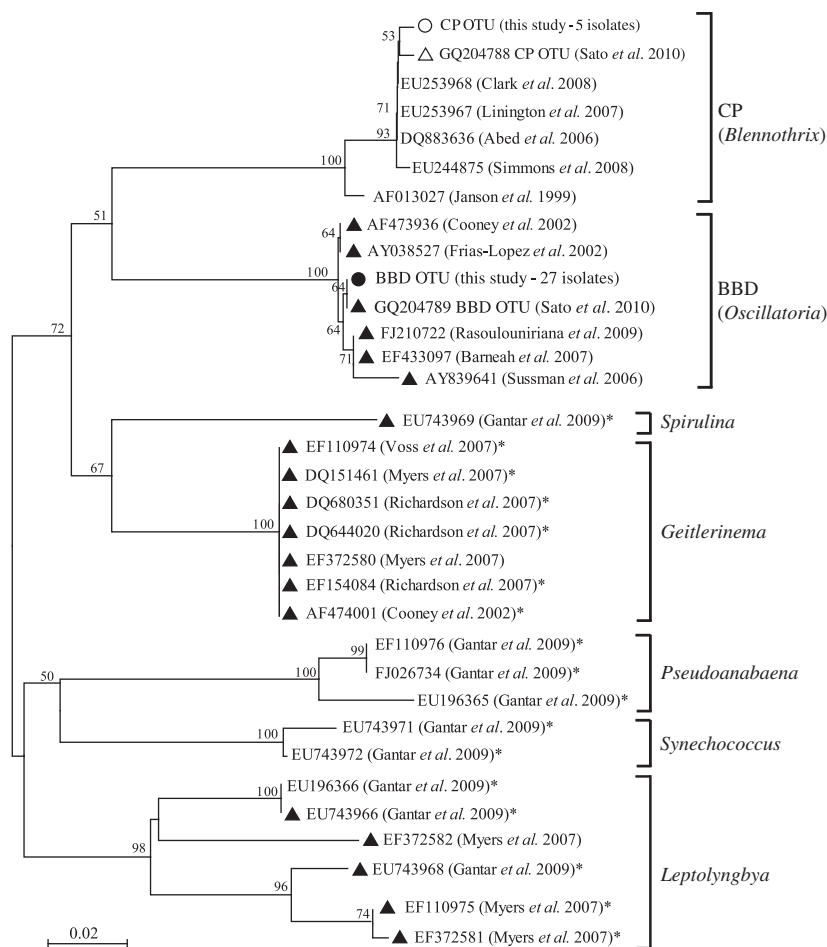 CP OTU (this study - 5 isolates)
53
GQ204788 CP OTU (Sato et al. 2010)
EU253968 (Clark et al. 2008)
71
EU253967 (Linington et al. 2007)
CP
(Blennothrix)
93
DQ883636 (Abed et al. 2006)
100
EU244875 (Simmons et al. 2008)
AF013027 (Janson et al. 1999)
51
AF473936 (Cooney et al. 2002)
64
AY038527 (Frias-Lopez et al. 2002)
100
BBD OTU (this study - 27 isolates)
64
GQ204789 BBD OTU (Sato et al. 2010)
BBD
(Oscillatoria)
72
64
FJ210722 (Rasoulouniriana et al. 2009)
71
EF433097 (Barneah et al. 2007)
AY839641 (Sussman et al. 2006)
EU743969 (Gantar et al. 2009)*
Spirulina
67
EF110974 (Voss et al. 2007)*
DQ151461 (Myers et al. 2007)*
DQ680351 (Richardson et al. 2007)*
100
DQ644020 (Richardson et al. 2007)*
Geitlerinema
EF372580 (Myers et al. 2007)
EF154084 (Richardson et al. 2007)*
AF474001 (Cooney et al. 2002)*
EF110976 (Gantar et al. 2009)*
99
50
100
FJ026734 (Gantar et al. 2009)*
Pseudoanabaena
EU196365 (Gantar et al. 2009)*
EU743971 (Gantar et al. 2009)*
100
Synechococcus
EU743972 (Gantar et al. 2009)*
EU196366 (Gantar et al. 2009)*
100
EU743966 (Gantar et al. 2009)*
98
EF372582 (Myers et al. 2007)
EU743968 (Gantar et al. 2009)*
Leptolyngbya
96
EF110975 (Myers et al. 2007)*
74
EF372581 (Myers et al. 2007)*
0.02